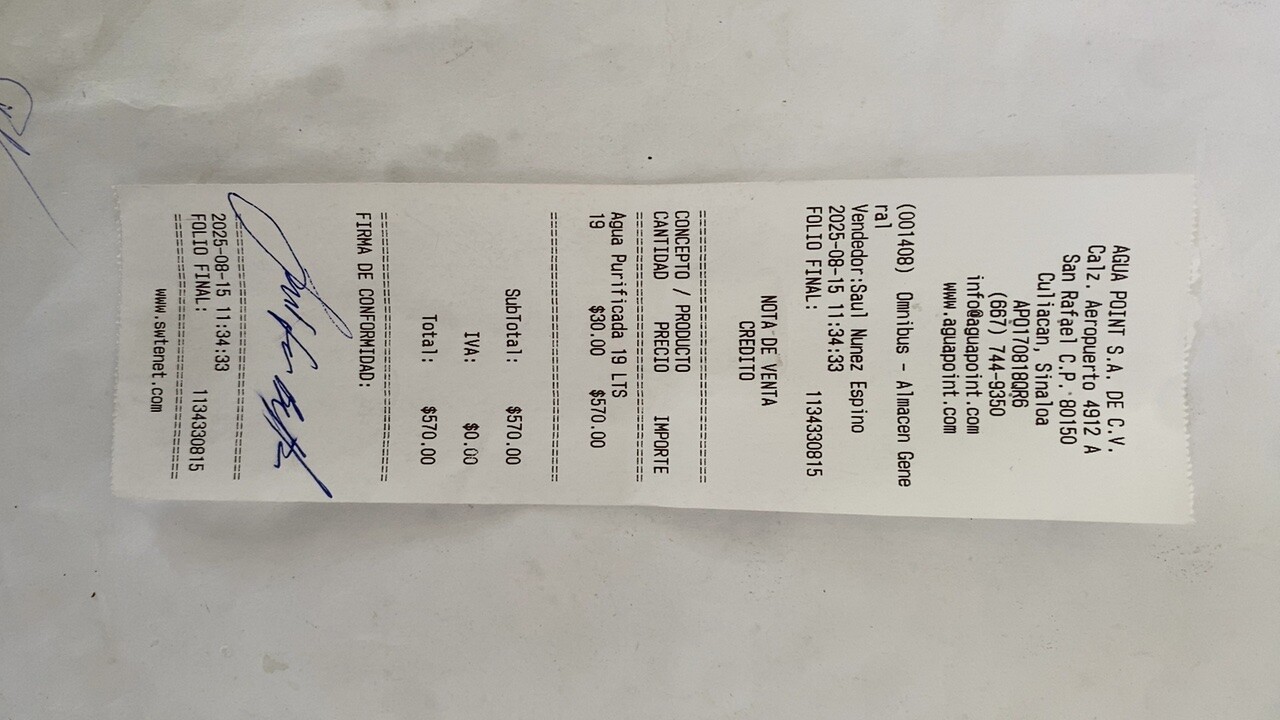 AGUA POINT S.A. DE C.V.
Calz. Aeropuerto 4912 A
San Rafael C.P. 80150
Culiacan, Sinaloa
APO170818QR6
(667) 744-9350
info@aguapoint.com
www.aguapoint.com
(001408) Omnibus - Almacen Gene
ral
Vendedor:Saul Nunez Espino
2025-08-15 11:34:33
FOLIO FINAL: 1134330815
NOTA DE VENTA
CREDITO
===============================
CONCEPTO / PRODUCTO
CANTIDAD PRECIO IMPORTE
===============================
Agua Purificada 19 LTS
19 $30.00 $570.00
===============================
SubTotal: $570.00
IVA: $0.00
Total: $570.00
===============================
FIRMA DE CONFORMIDAD:
===============================
2025-08-15 11:34:33
FOLIO FINAL: 1134330815
===============================
www.swtenet.com